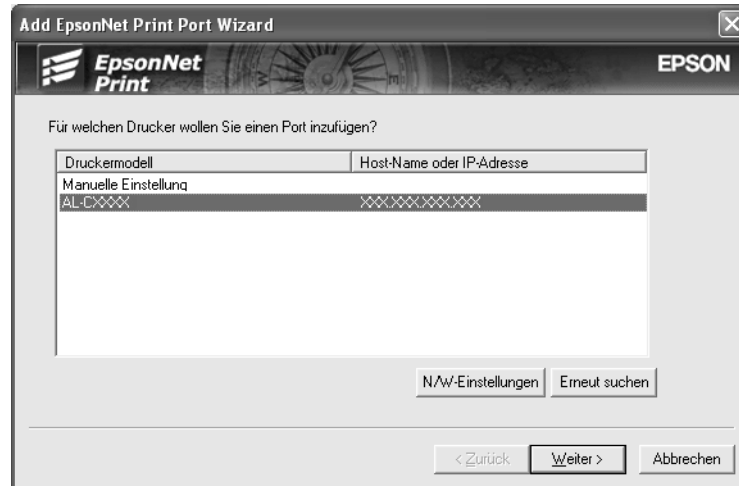 Add EpsonNet Print Port Wizard
EpsonNet
Print
EPSON
Für welchen Drucker wollen Sie einen Port inzufügen?
Druckermodell Host-Name oder IP-Adresse
Manuelle Einstellung
AL-CXXXX XXX.XXX.XXX.XXX
N/W-Einstellungen Erneut suchen
< Zurück Weiter > Abbrechen